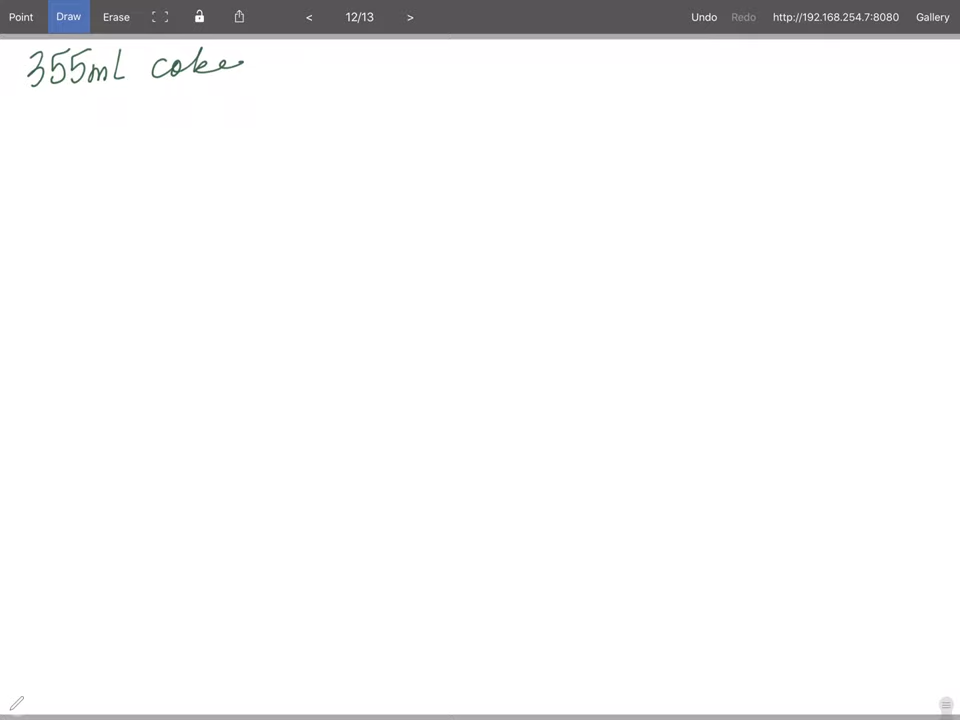 Point Draw Erase < 12/13 > Undo Redo http://192.168.254.7:8080 Gallery
355mL coke